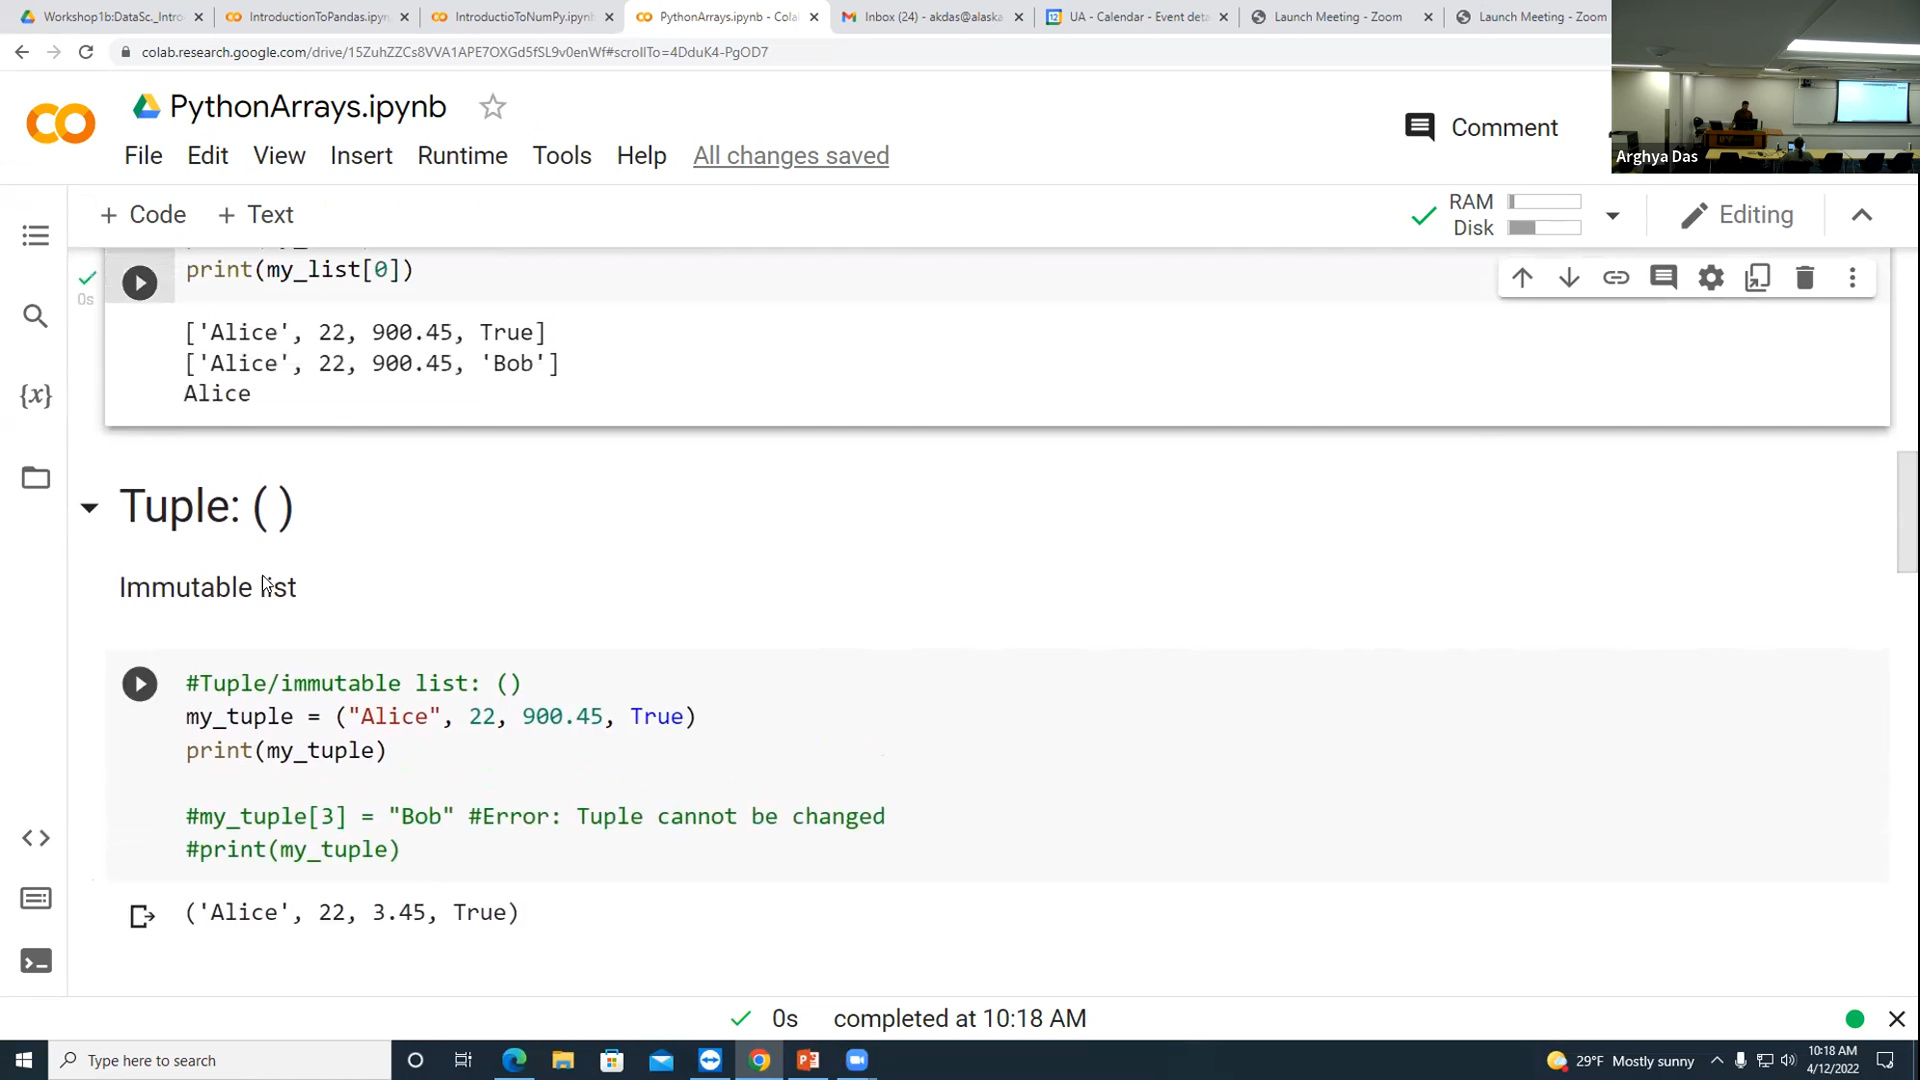 Workshop1b:DataSc._Intro
IntroductionToPandas.ipyn
IntroductioToNumPy.ipynb
PythonArrays.ipynb - Cola
Inbox (24) - akdas@alaska
UA - Calendar - Event deta
Launch Meeting - Zoom
Launch Meeting - Zoom
colab.research.google.com/drive/15ZuhZZCs8VVA1APE7OXGd5fSL9v0enWf#scrollTo=4DduK4-PgOD7
CO
PythonArrays.ipynb
Comment
Arghya Das
File Edit View Insert Runtime Tools Help All changes saved
+ Code + Text
RAM
Disk
Editing
print(my_list[0])
0s
['Alice', 22, 900.45, True]
['Alice', 22, 900.45, 'Bob']
Alice
{x}
Tuple: ( )
Immutable list
#Tuple/immutable list: ()
my_tuple = ("Alice", 22, 900.45, True)
print(my_tuple)
#my_tuple[3] = "Bob" #Error: Tuple cannot be changed
#print(my_tuple)
('Alice', 22, 3.45, True)
0s completed at 10:18 AM
Type here to search
29°F Mostly sunny
10:18 AM
4/12/2022